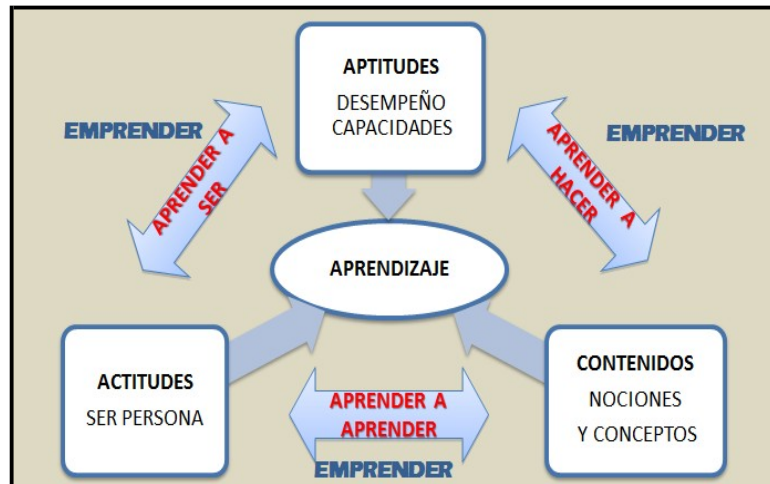 APTITUDES
DESEMPEÑO
CAPACIDADES
EMPRENDER
APRENDER A
SER
EMPRENDER
APRENDER A
HACER
APRENDIZAJE
ACTITUDES
SER PERSONA
APRENDER A
APRENDER
EMPRENDER
CONTENIDOS
NOCIONES
Y CONCEPTOS